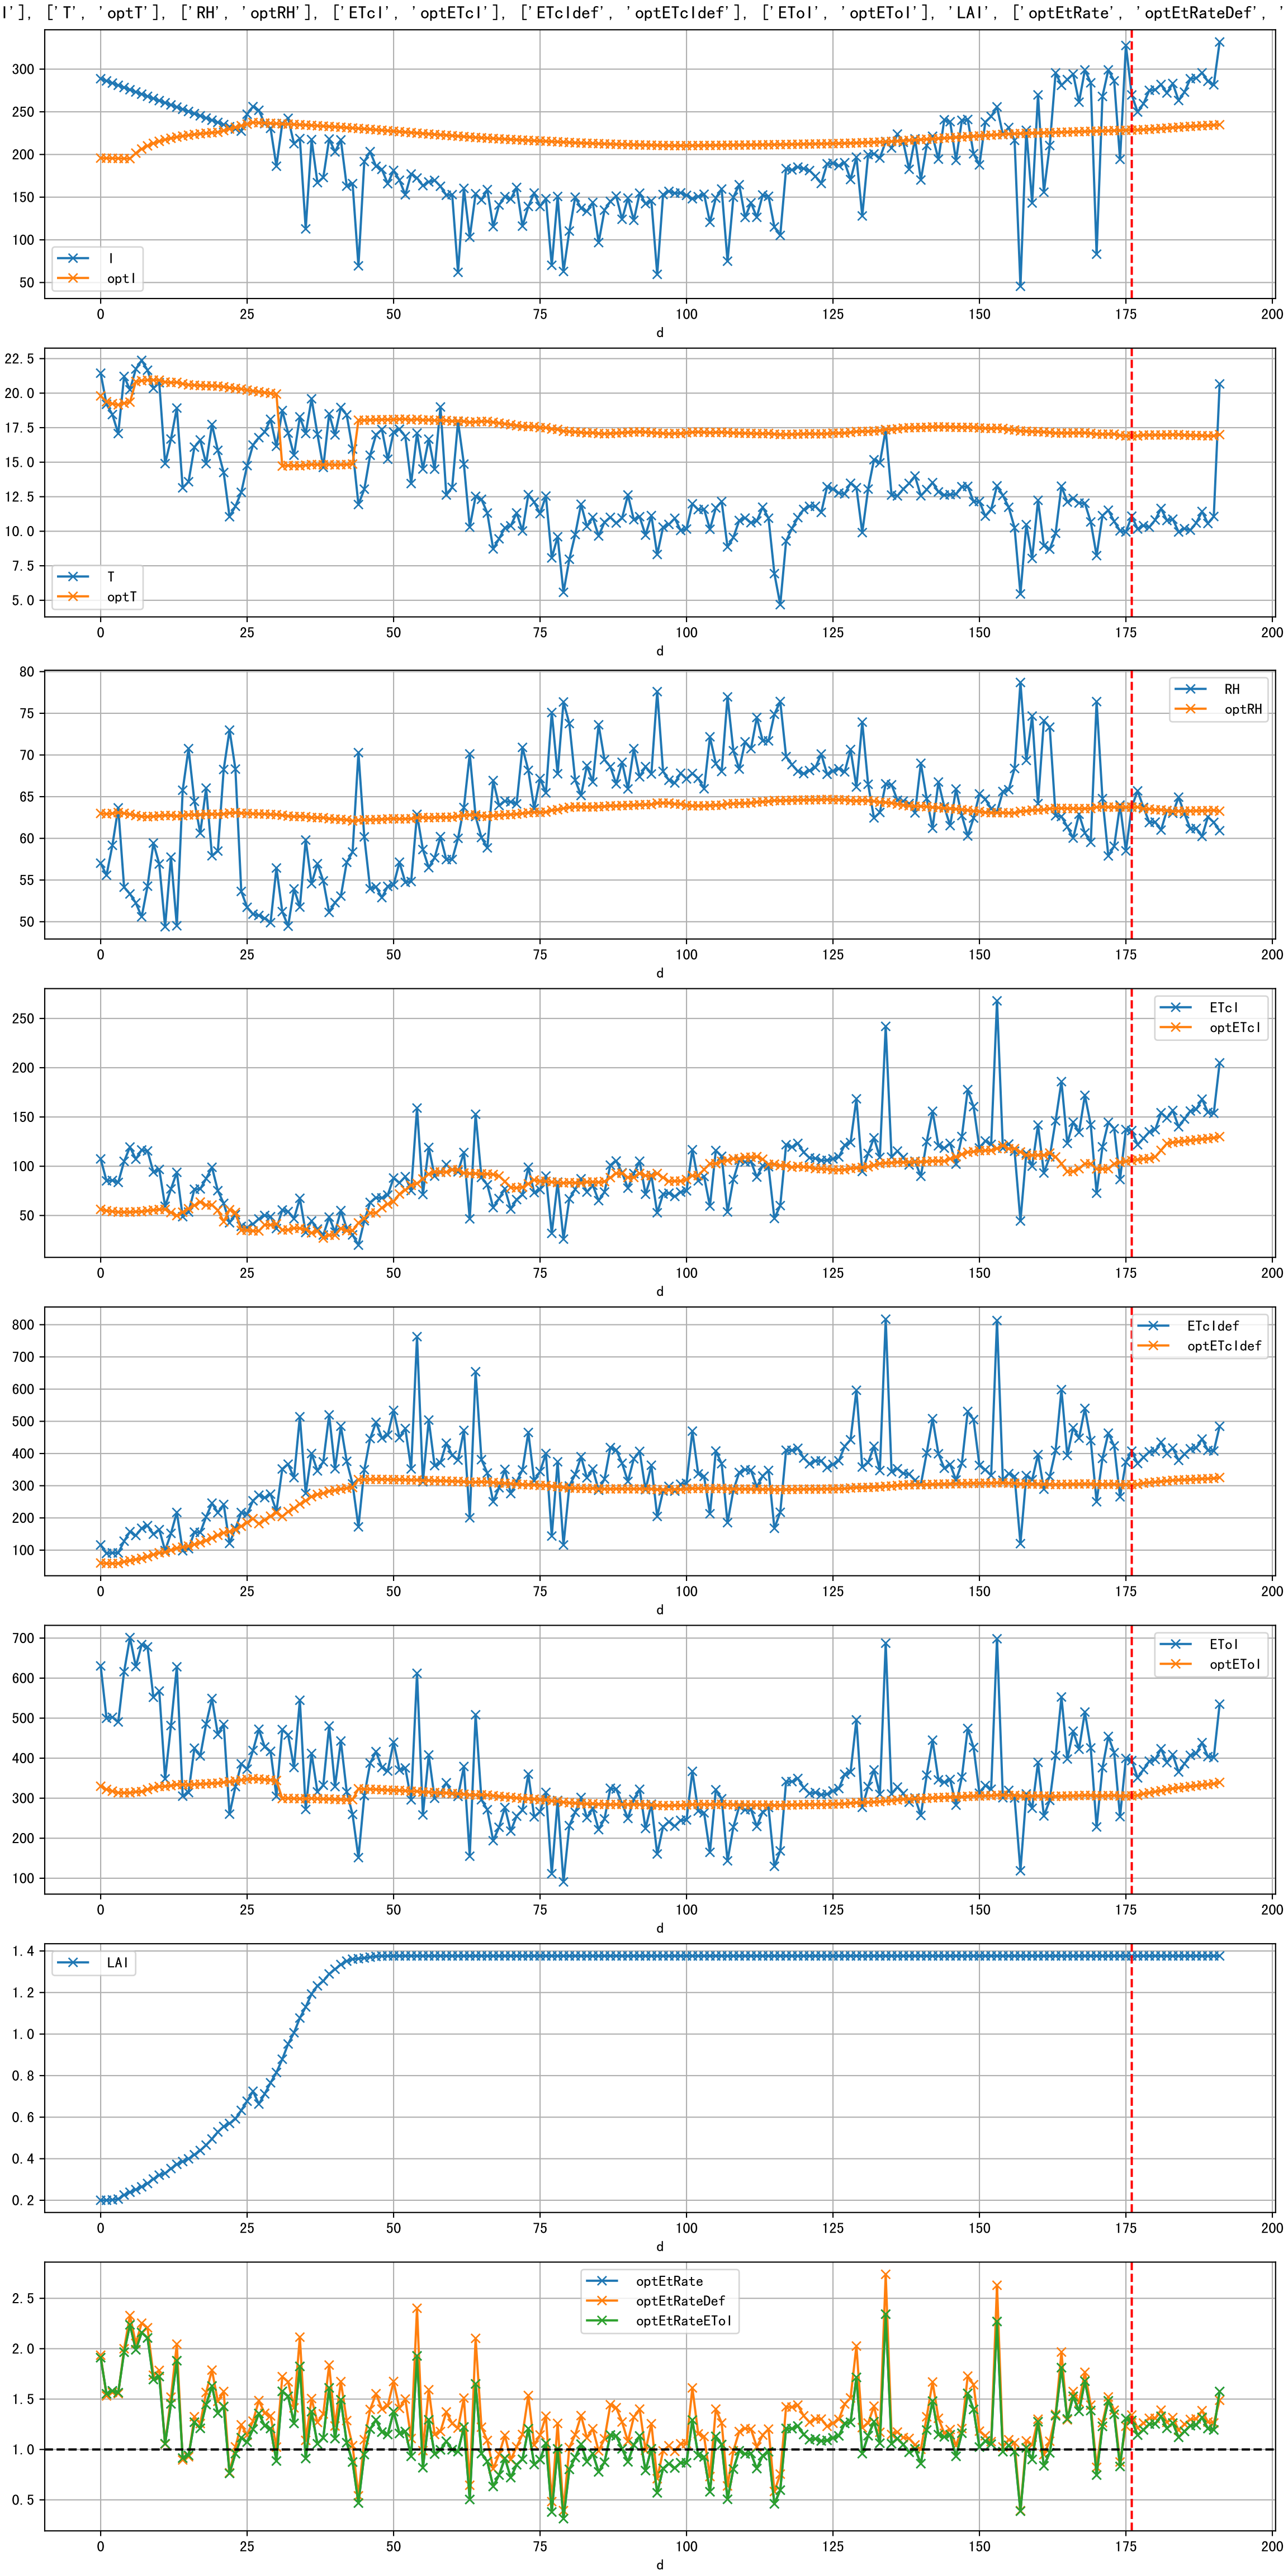 I'], ['T', 'optT'], ['RH', 'optRH'], ['ETcI', 'optETcI'], ['ETcIdef', 'optETcIdef'], ['EToI', 'optEToI'], 'LAI', ['optEtRate', 'optEtRateDef', '
300
250
200
150
100
50
I
optI
0 25 50 75 100 125 150 175 200
d
22.5
20.0
17.5
15.0
12.5
10.0
7.5
5.0
T
optT
0 25 50 75 100 125 150 175 200
d
80
75
70
65
60
55
50
RH
optRH
0 25 50 75 100 125 150 175 200
d
250
200
150
100
50
ETcI
optETcI
0 25 50 75 100 125 150 175 200
d
800
700
600
500
400
300
200
100
ETcIdef
optETcIdef
0 25 50 75 100 125 150 175 200
d
700
600
500
400
300
200
100
EToI
optEToI
0 25 50 75 100 125 150 175 200
d
1.4
1.2
1.0
0.8
0.6
0.4
0.2
LAI
0 25 50 75 100 125 150 175 200
d
2.5
2.0
1.5
1.0
0.5
optEtRate
optEtRateDef
optEtRateEToI
0 25 50 75 100 125 150 175 200
d